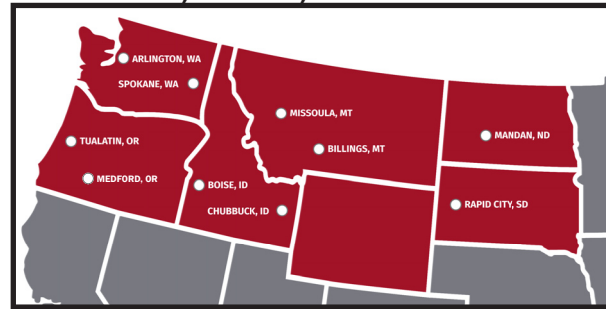 ARLINGTON, WA
SPOKANE, WA
MISSOULA, MT
MANDAN, ND
TUALATIN, OR
BILLINGS, MT
MEDFORD, OR
BOISE, ID
CHUBBUCK, ID
RAPID CITY, SD